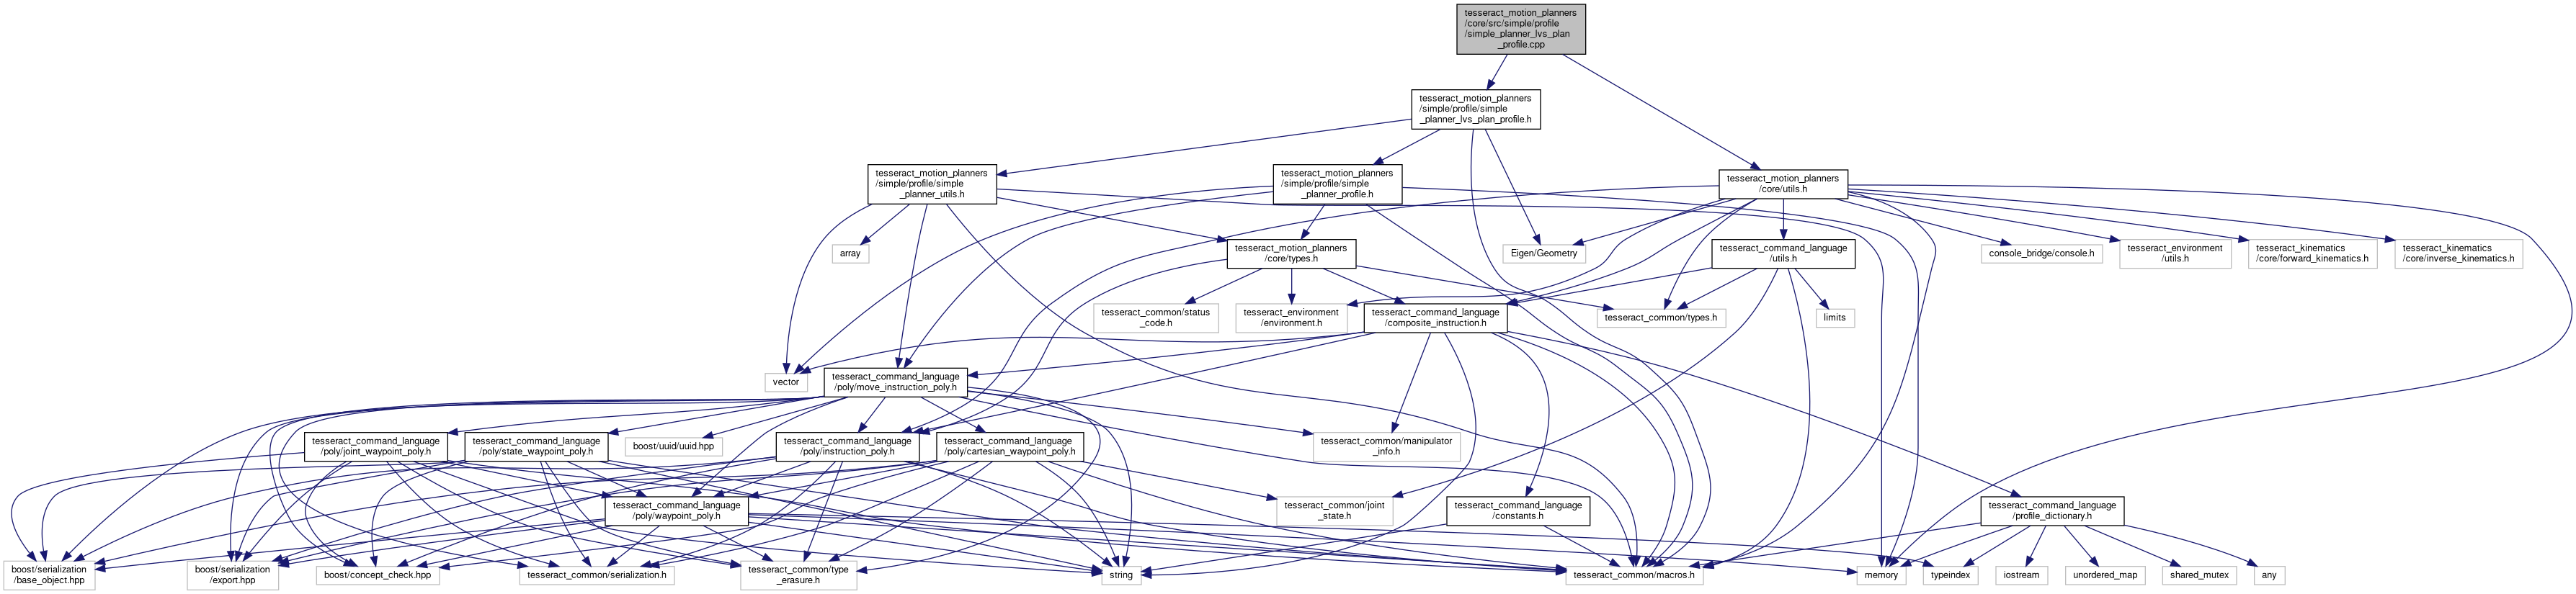 tesseract_motion_planners
/core/src/simple/profile
/simple_planner_lvs_plan
_profile.cpp
tesseract_motion_planners
/simple/profile/simple
_planner_lvs_plan_profile.h
tesseract_motion_planners
/simple/profile/simple
_planner_utils.h
tesseract_motion_planners
/simple/profile/simple
_planner_profile.h
tesseract_motion_planners
/core/utils.h
array
tesseract_motion_planners
/core/types.h
Eigen/Geometry
tesseract_command_language
/utils.h
console_bridge/console.h
tesseract_environment
/utils.h
tesseract_kinematics
/core/forward_kinematics.h
tesseract_kinematics
/core/inverse_kinematics.h
tesseract_common/status
_code.h
tesseract_environment
/environment.h
tesseract_command_language
/composite_instruction.h
tesseract_common/types.h
limits
vector
tesseract_command_language
/poly/move_instruction_poly.h
tesseract_command_language
/poly/joint_waypoint_poly.h
tesseract_command_language
/poly/state_waypoint_poly.h
boost/uuid/uuid.hpp
tesseract_command_language
/poly/instruction_poly.h
tesseract_command_language
/poly/cartesian_waypoint_poly.h
tesseract_common/manipulator
_info.h
tesseract_command_language
/poly/waypoint_poly.h
tesseract_common/joint
_state.h
tesseract_command_language
/constants.h
tesseract_command_language
/profile_dictionary.h
boost/serialization
/base_object.hpp
boost/serialization
/export.hpp
boost/concept_check.hpp
tesseract_common/serialization.h
tesseract_common/type
_erasure.h
string
tesseract_common/macros.h
memory
typeindex
iostream
unordered_map
shared_mutex
any